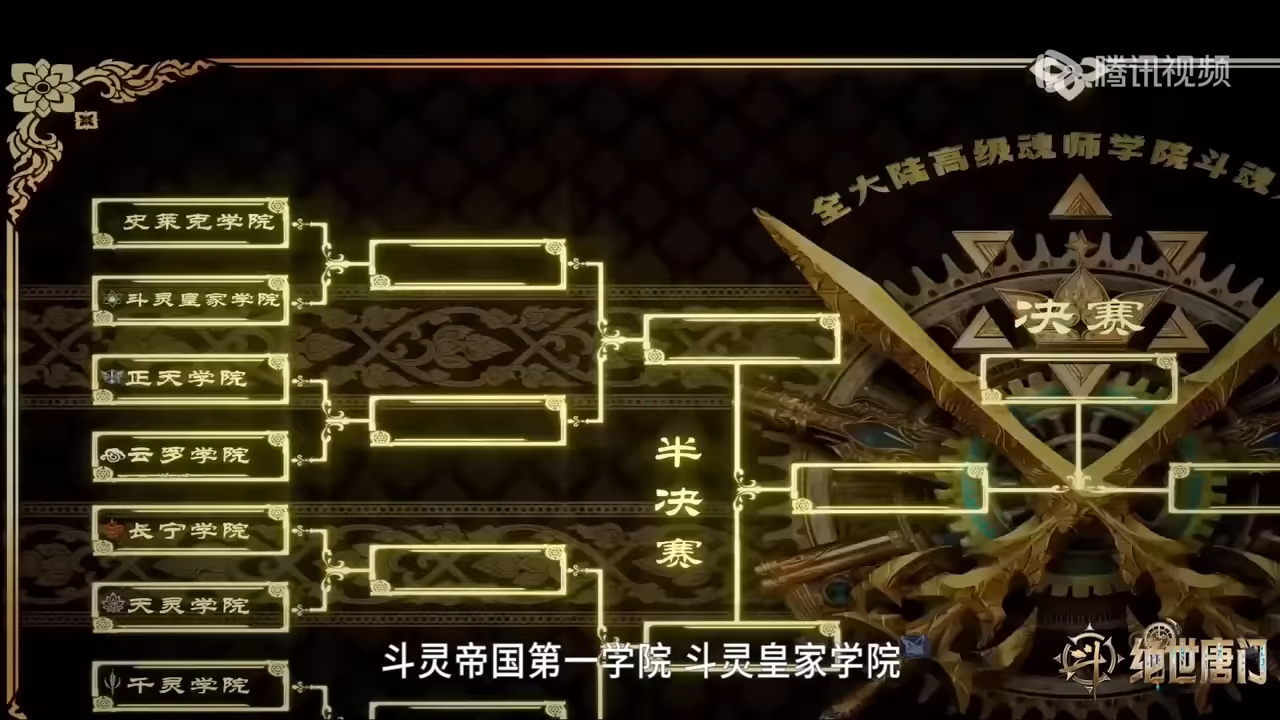 腾讯视频
全大陆高级魂师学院斗魂
史莱克学院
斗灵皇家学院
正天学院
云罗学院
长宁学院
天灵学院
千灵学院
半决赛
决赛
斗灵帝国第一学院 斗灵皇家学院
斗 绝世唐门